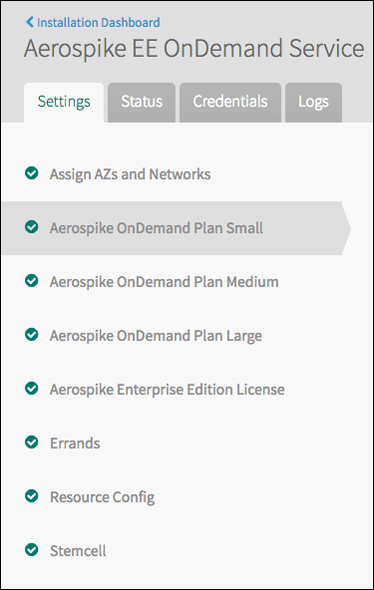 Installation Dashboard
Aerospike EE OnDemand Service
Settings Status Credentials Logs
Assign AZs and Networks
Aerospike OnDemand Plan Small
Aerospike OnDemand Plan Medium
Aerospike OnDemand Plan Large
Aerospike Enterprise Edition License
Errands
Resource Config
Stemcell